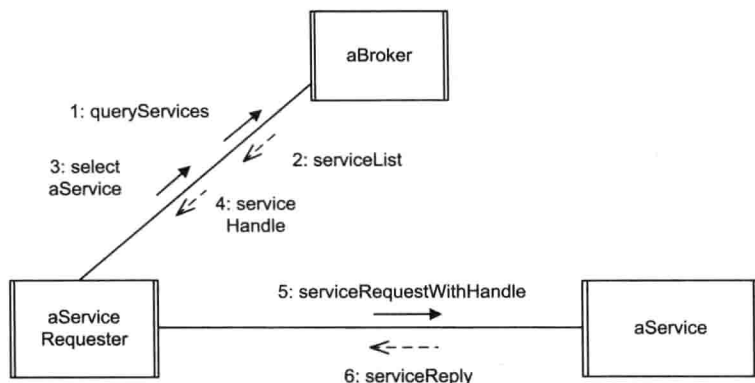 aBroker
1: queryServices
3: select
aService
2: serviceList
4: service
Handle
5: serviceRequestWithHandle
aService
Requester
aService
6: serviceReply